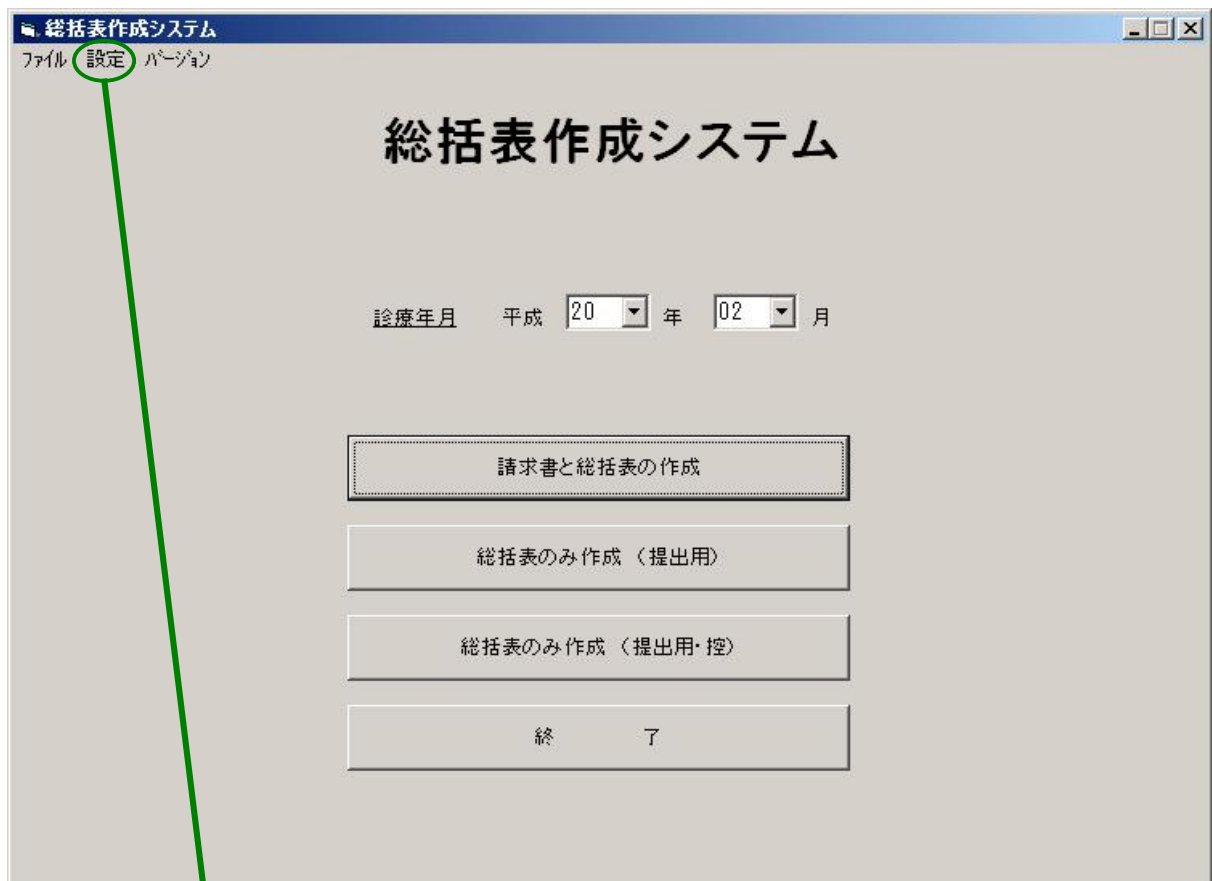 総括表作成システム
ファイル 設定 バージョン
総括表作成システム
診療年月 平成 20 年 02 月
請求書と総括表の作成
総括表のみ作成（提出用）
総括表のみ作成（提出用・控）
終 了